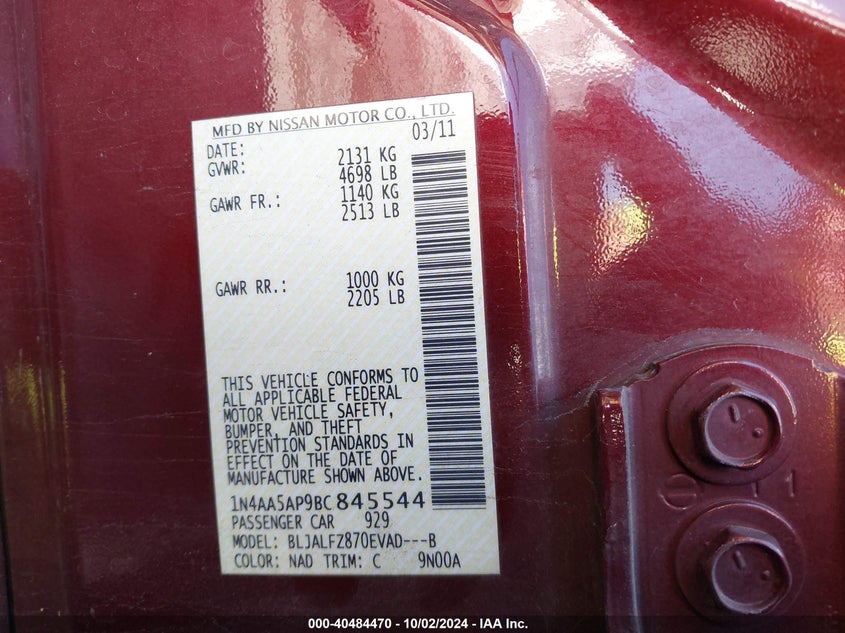 MFD BY NISSAN MOTOR CO., LTD.
DATE: 03/11
GVWR: 2131 KG
4698 LB
GAWR FR.: 1140 KG
2513 LB
GAWR RR.: 1000 KG
2205 LB
THIS VEHICLE CONFORMS TO
ALL APPLICABLE FEDERAL
MOTOR VEHICLE SAFETY,
BUMPER, AND THEFT
PREVENTION STANDARDS IN
EFFECT ON THE DATE OF
MANUFACTURE SHOWN ABOVE.
1N4AA5AP9BC845544
PASSENGER CAR 929
MODEL: BLJALFZ870EVAD---B
COLOR: NAD TRIM: C 9N00A
000-40484470 - 10/02/2024 - IAA Inc.